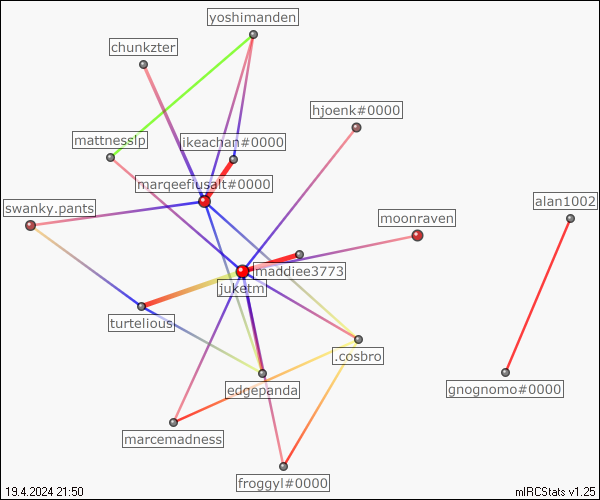 yoshimanden
chunkzter
hjoenk#0000
mattnesslp
ikeachan#0000
marqeefiusalt#0000
alan1002
swanky.pants
moonraven
maddiee3773
juketm
turtelious
.cosbro
edgepanda
gnognomo#0000
marcemadness
froggyl#0000
19.4.2024 21:50
mIRCStats v1.25